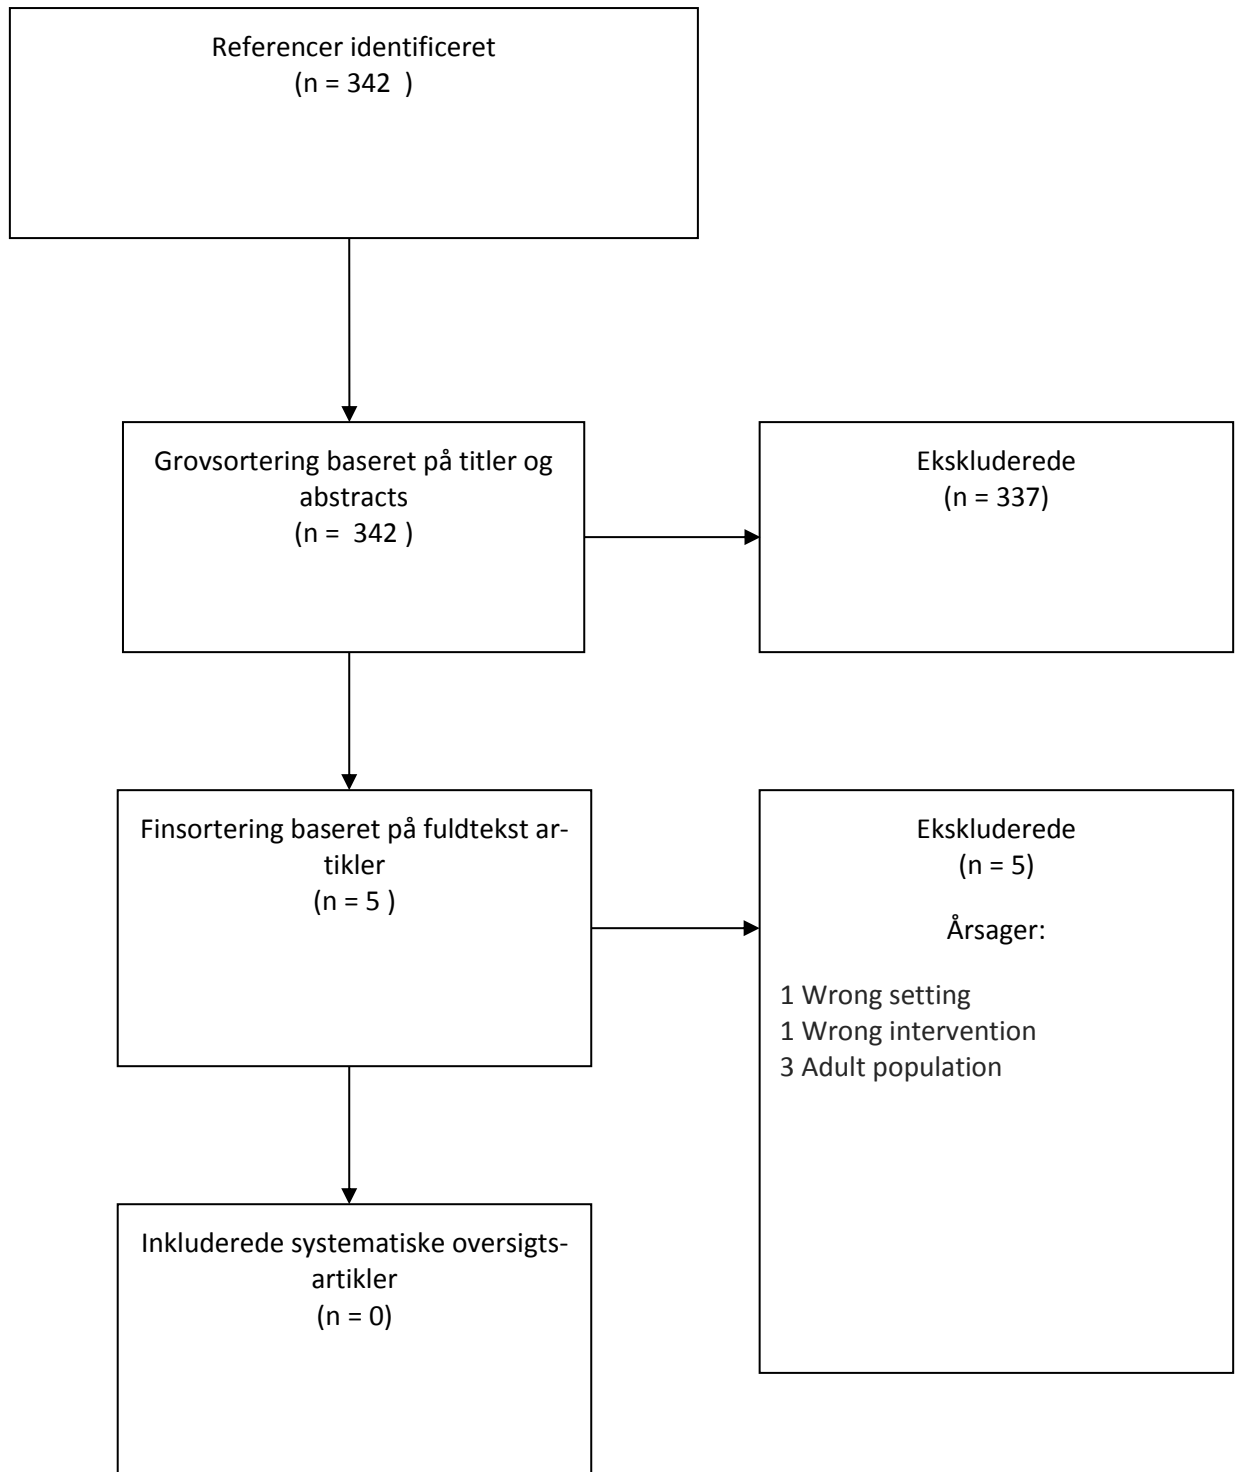 Referencer identificeret
(n = 342  )
Grovsortering baseret på titler og
abstracts
(n =  342 )
Ekskluderede
(n = 337)
Finsortering baseret på fuldtekst ar-
tikler
(n = 5 )
Ekskluderede
(n = 5)
Årsager:
1 Wrong setting
1 Wrong intervention
3 Adult population
Inkluderede systematiske oversigts-
artikler
(n = 0)